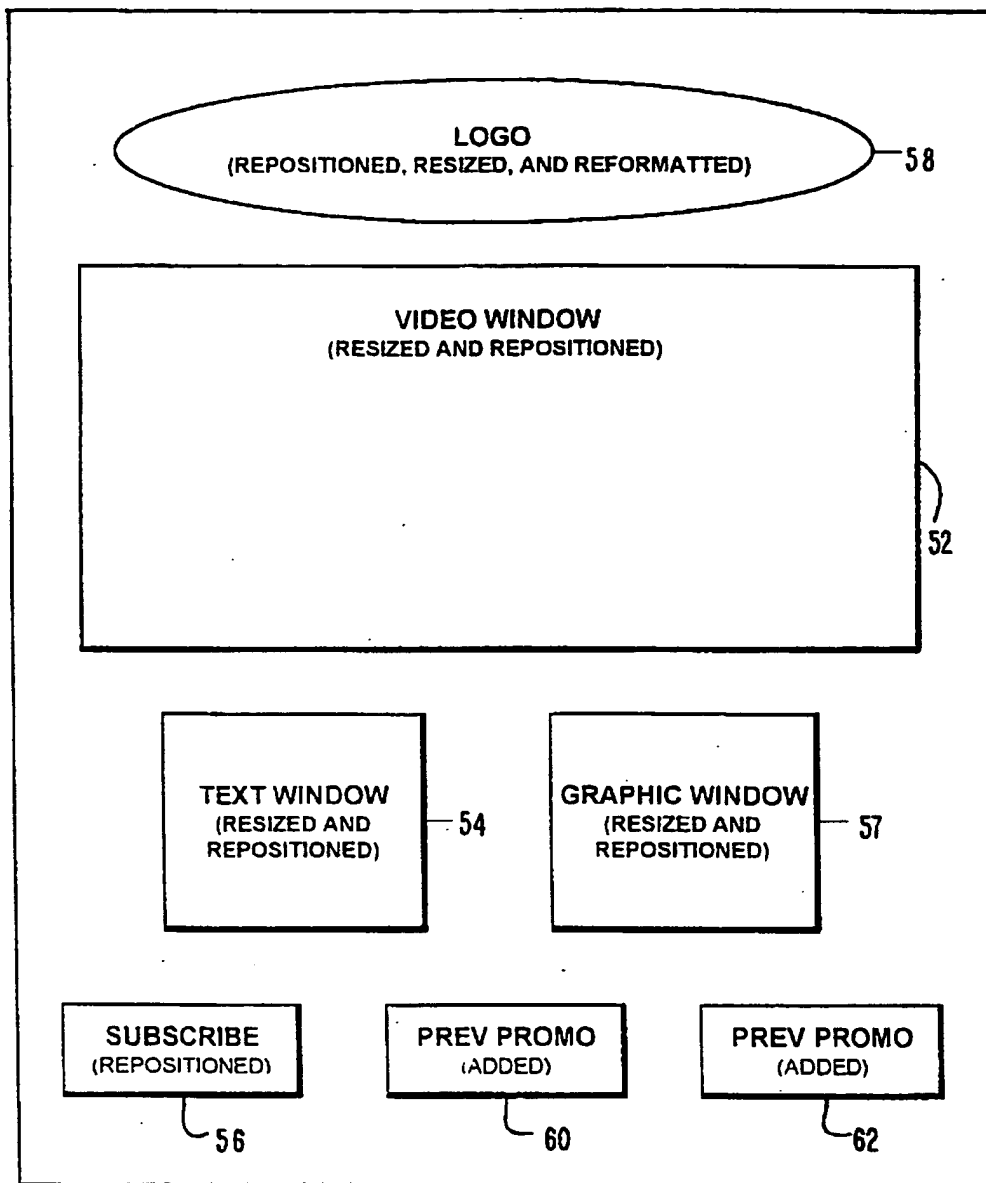 LOGO
(REPOSITIONED, RESIZED, AND REFORMATTED)
58
VIDEO WINDOW
(RESIZED AND REPOSITIONED)
52
TEXT WINDOW
(RESIZED AND
REPOSITIONED)
54
GRAPHIC WINDOW
(RESIZED AND
REPOSITIONED)
57
SUBSCRIBE
(REPOSITIONED)
56
PREV PROMO
(ADDED)
60
PREV PROMO
(ADDED)
62